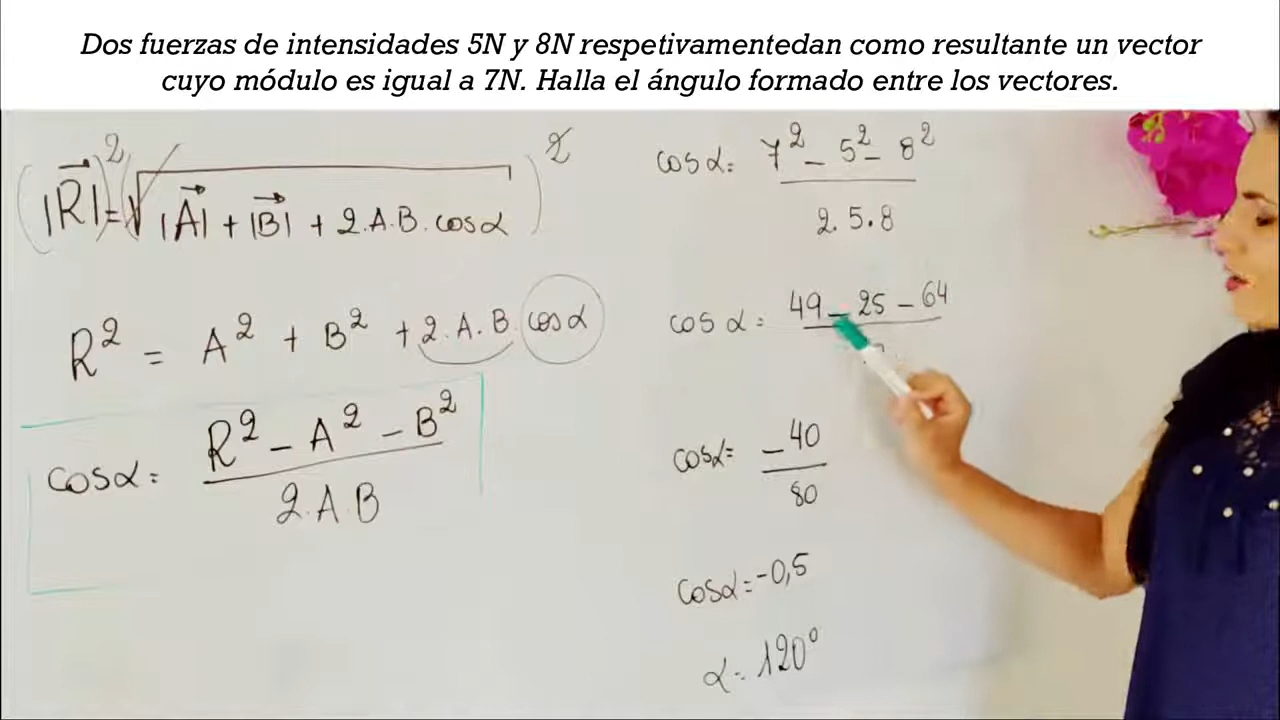 Dos fuerzas de intensidades 5N y 8N respetivamentedan como resultante un vector
cuyo módulo es igual a 7N. Halla el ángulo formado entre los vectores.
(|R⃗|)² = (√|A⃗| + |B⃗| + 2.A.B.cosα)²
R² = A² + B² + 2.A.B.cosα
cosα = (R² - A² - B²) / 2.A.B
cosα = (7² - 5² - 8²) / 2.5.8
cosα = 49 - 25 - 64
cosα = -40 / 80
cosα = -0,5
α = 120°